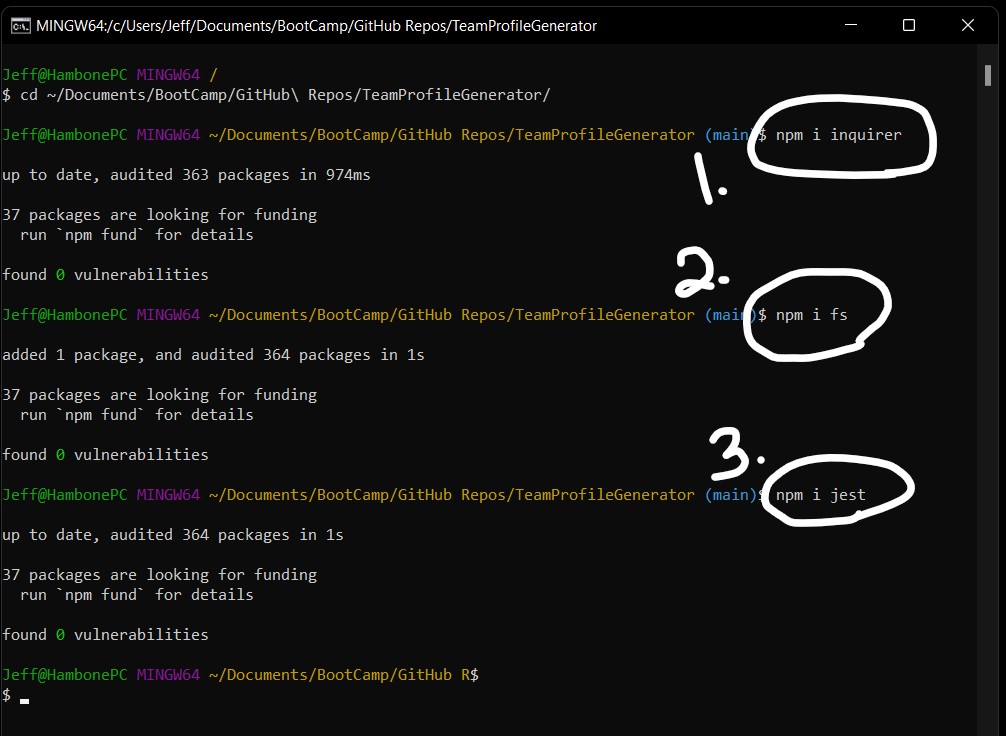 MINGW64:/c/Users/Jeff/Documents/BootCamp/GitHub Repos/TeamProfileGenerator
Jeff@HambonePC MINGW64 /
$ cd ~/Documents/BootCamp/GitHub\ Repos/TeamProfileGenerator/
Jeff@HambonePC MINGW64 ~/Documents/BootCamp/GitHub Repos/TeamProfileGenerator (main)$ npm i inquirer
1.
up to date, audited 363 packages in 974ms
37 packages are looking for funding
run `npm fund` for details
found 0 vulnerabilities
2.
Jeff@HambonePC MINGW64 ~/Documents/BootCamp/GitHub Repos/TeamProfileGenerator (main)$ npm i fs
added 1 package, and audited 364 packages in 1s
37 packages are looking for funding
run `npm fund` for details
found 0 vulnerabilities
3.
Jeff@HambonePC MINGW64 ~/Documents/BootCamp/GitHub Repos/TeamProfileGenerator (main)$ npm i jest
up to date, audited 364 packages in 1s
37 packages are looking for funding
run `npm fund` for details
found 0 vulnerabilities
Jeff@HambonePC MINGW64 ~/Documents/BootCamp/GitHub R$
$